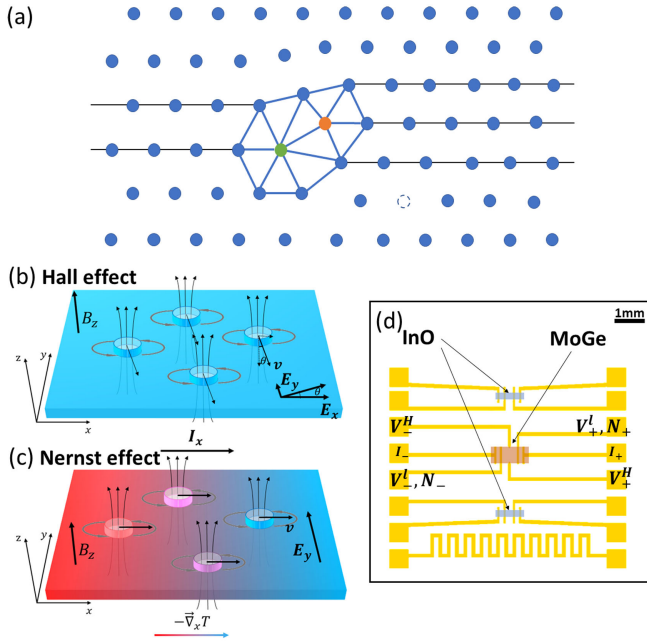 (a)
(b) Hall effect
B_z
v
θ
E_y
θ
E_x
z
y
x
I_x
(c) Nernst effect
B_z
v
E_y
z
y
x
−∇⃗_xT
(d)
1mm
InO
MoGe
V_−^H
V_+^l, N_+
I_−
I_+
V_−^l, N_−
V_+^H